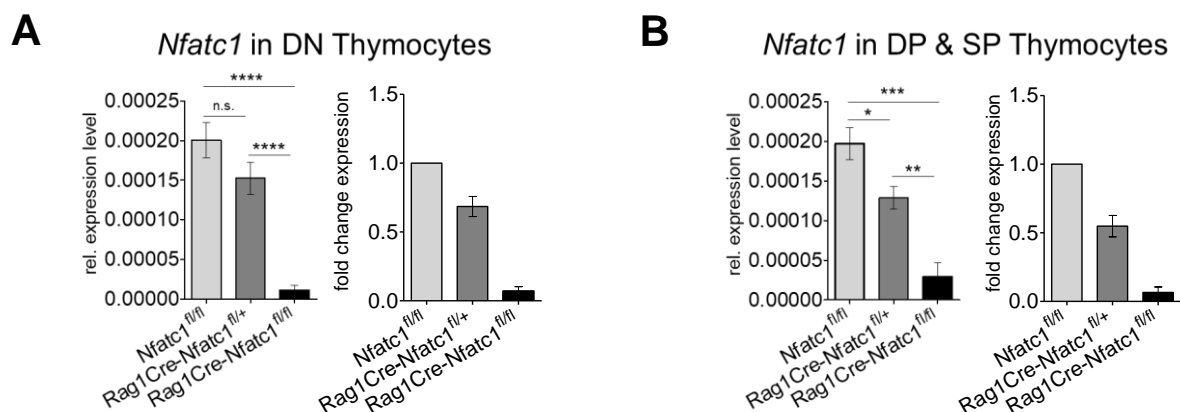 A
Nfatc1 in DN Thymocytes
rel. expression level
0.00025
0.00020
0.00015
0.00010
0.00005
0.00000
****
n.s.
****
Nfatc1fl/fl
Rag1Cre-Nfatc1fl/+
Rag1Cre-Nfatc1fl/fl
fold change expression
1.5
1.0
0.5
0.0
Nfatc1fl/fl
Rag1Cre-Nfatc1fl/+
Rag1Cre-Nfatc1fl/fl
B
Nfatc1 in DP & SP Thymocytes
rel. expression level
0.00025
0.00020
0.00015
0.00010
0.00005
0.00000
***
*
**
Nfatc1fl/fl
Rag1Cre-Nfatc1fl/+
Rag1Cre-Nfatc1fl/fl
fold change expression
1.5
1.0
0.5
0.0
Nfatc1fl/fl
Rag1Cre-Nfatc1fl/+
Rag1Cre-Nfatc1fl/fl